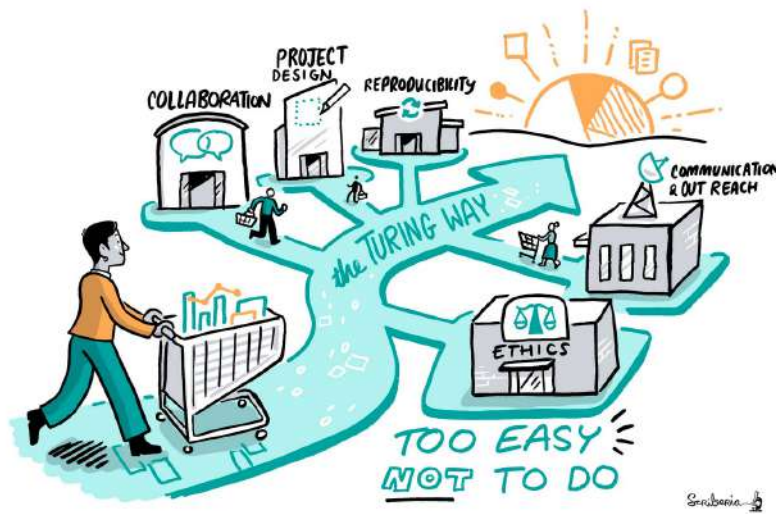 PROJECT
DESIGN
REPRODUCIBILITY
COLLABORATION
COMMUNICATION
& OUT REACH
the TURING WAY
ETHICS
TOO EASY
NOT TO DO
Scriberia